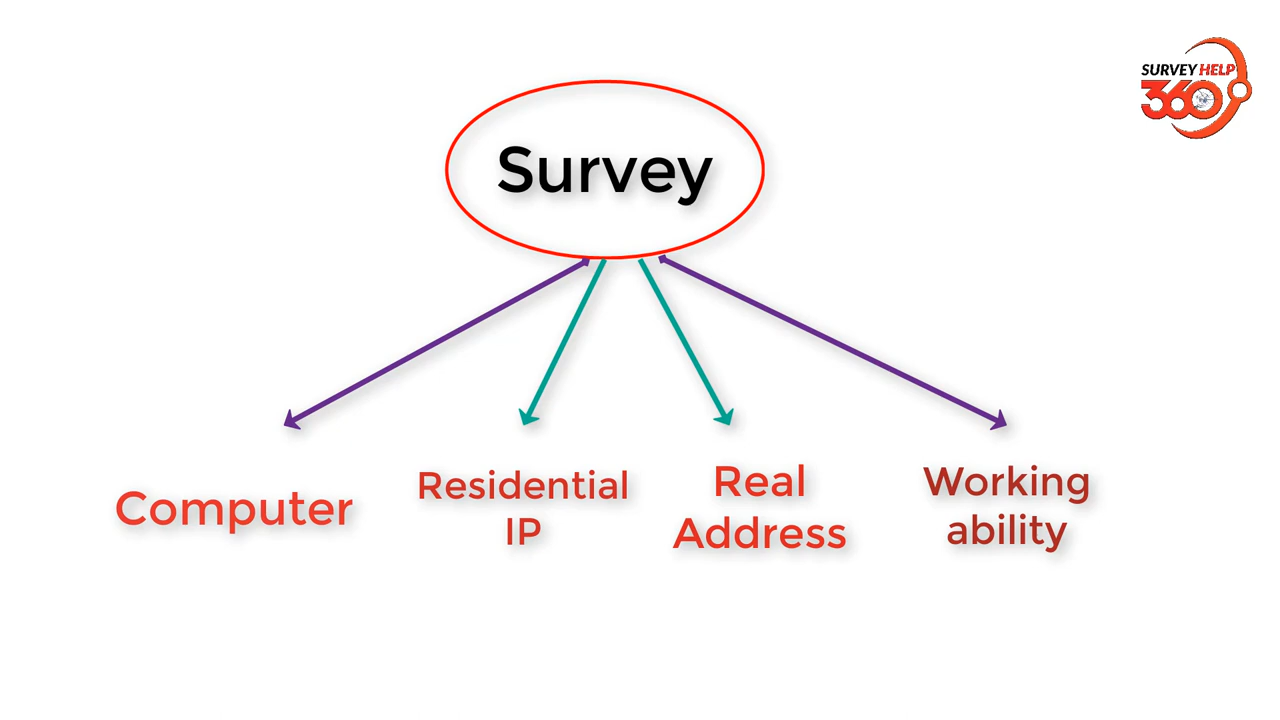 SURVEY HELP
360
Survey
Computer
Residential
IP
Real
Address
Working
ability